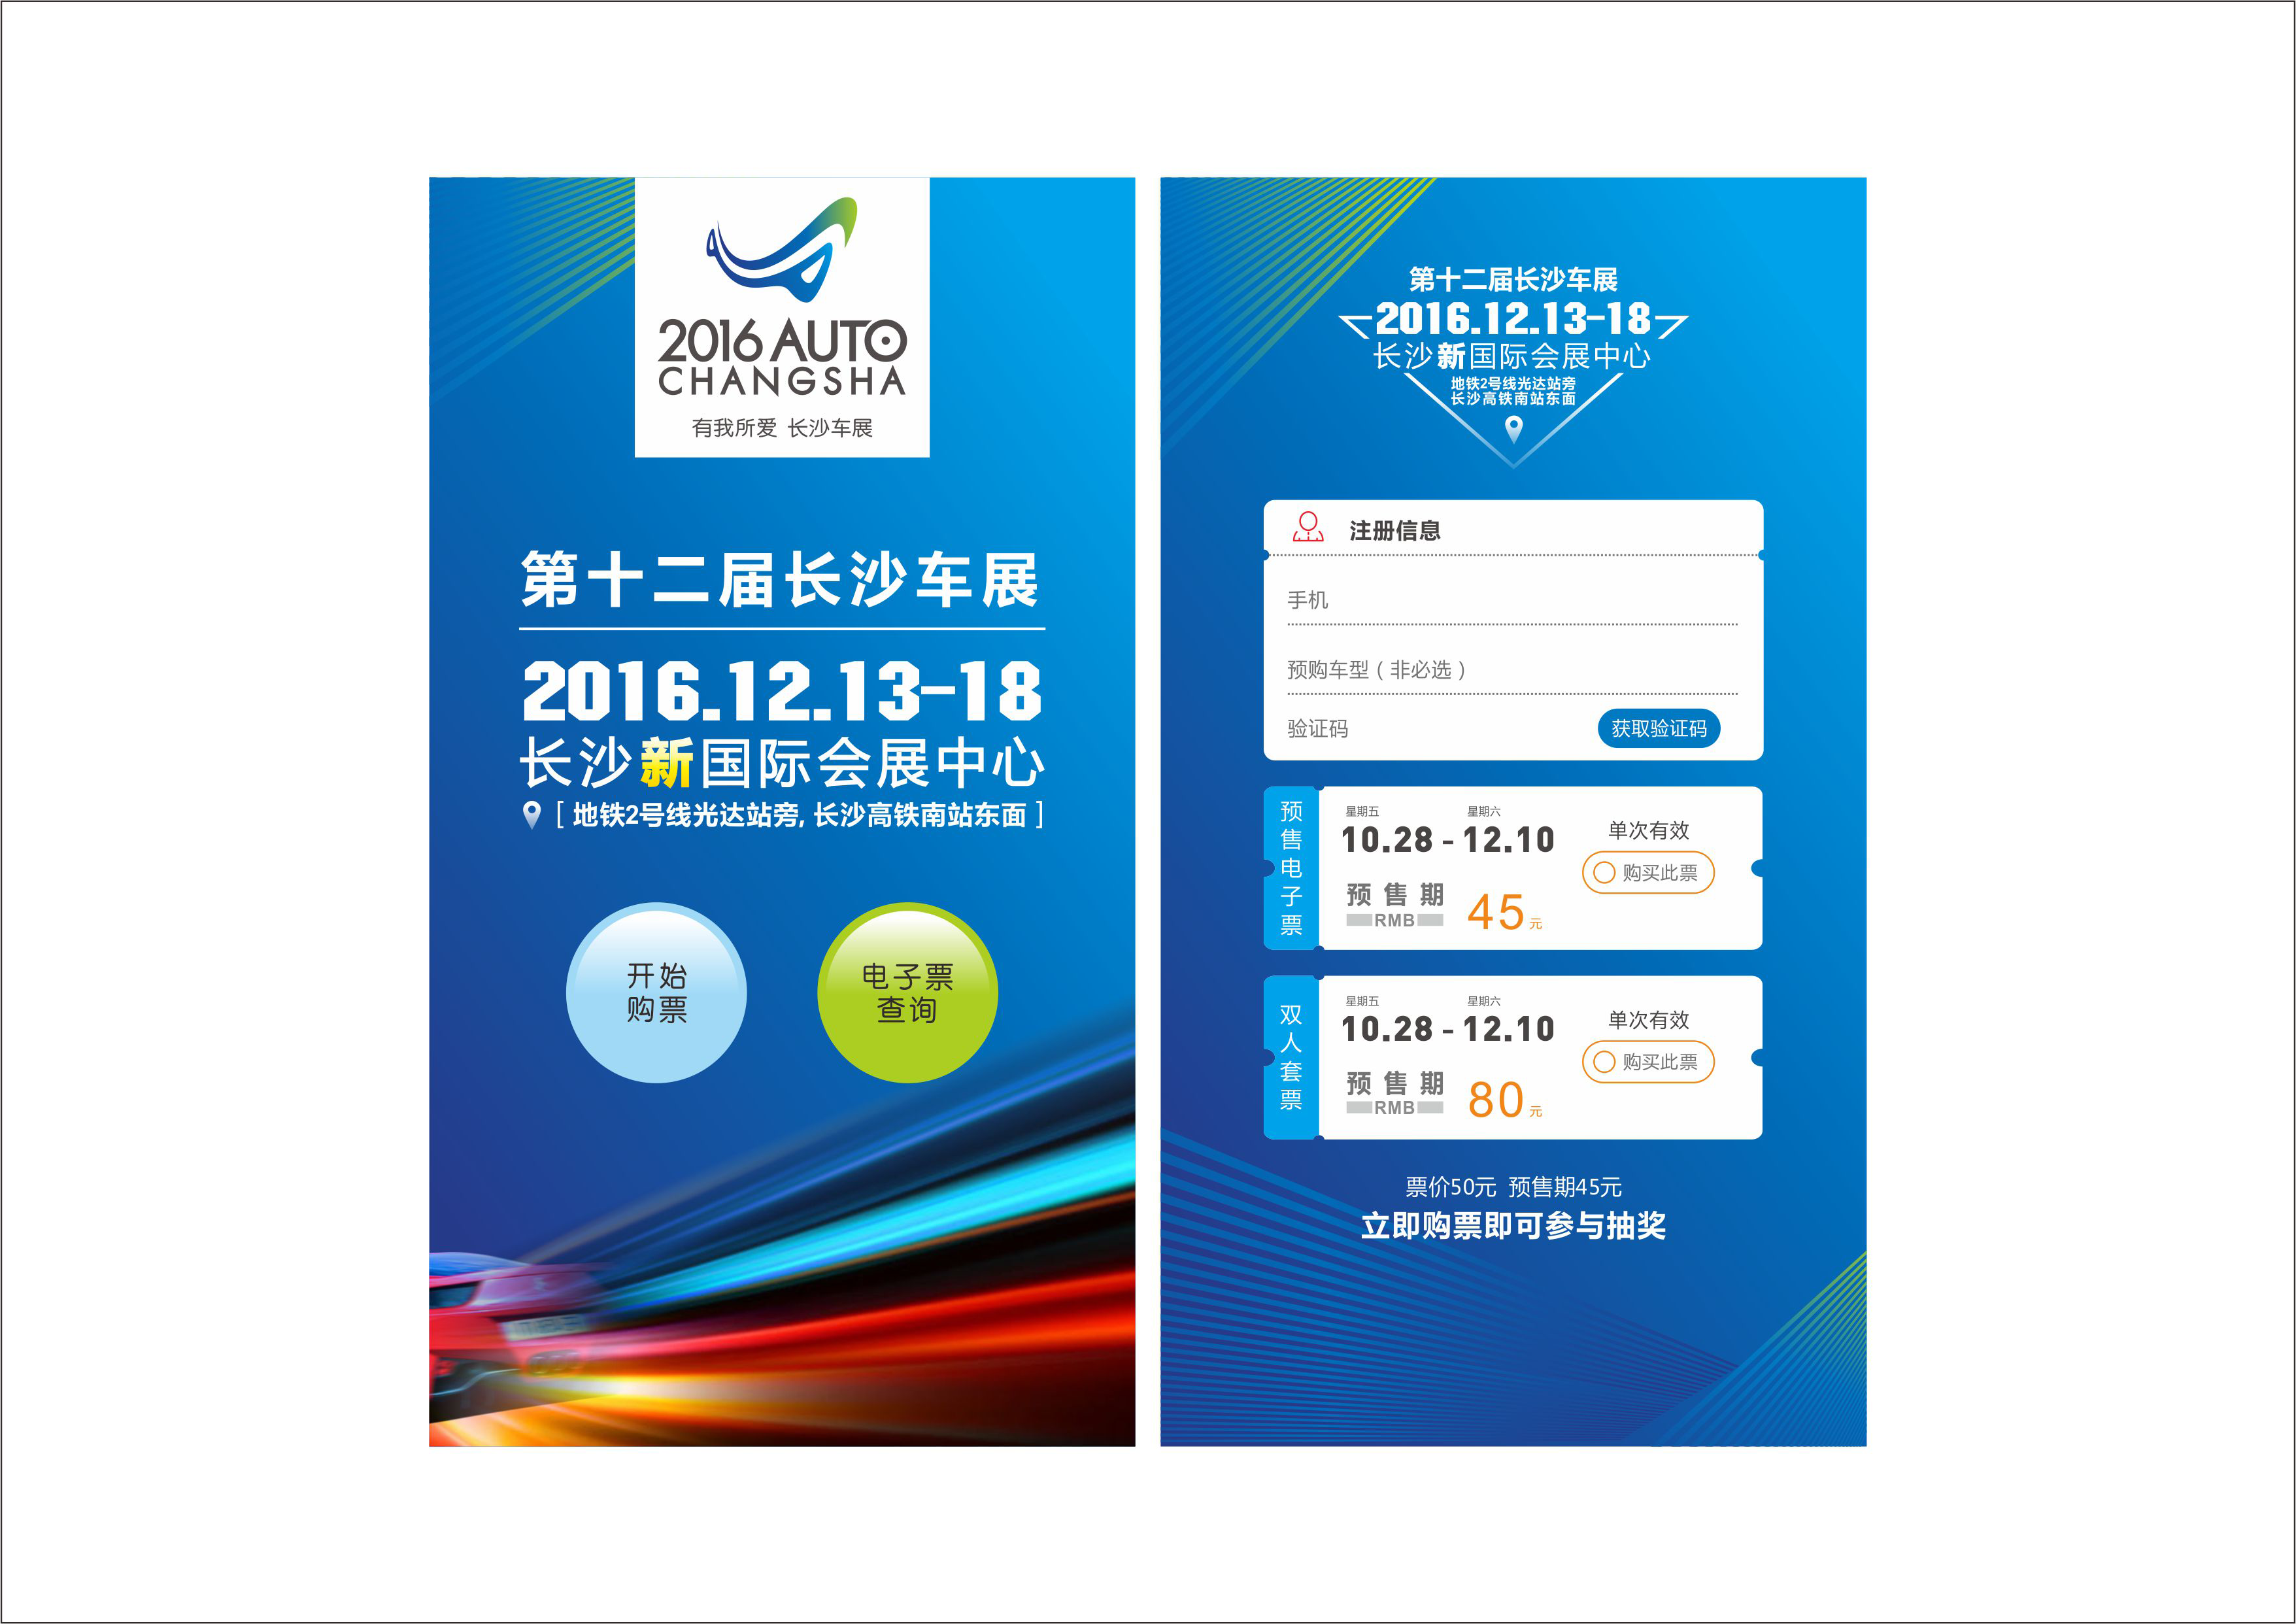 2016 AUTO
CHANGSHA
有我所爱 长沙车展
第十二届长沙车展
2016.12.13-18
长沙新国际会展中心
[ 地铁2号线光达站旁, 长沙高铁南站东面 ]
开始
购票
电子票
查询
第十二届长沙车展
2016.12.13-18
长沙新国际会展中心
地铁2号线光达站旁
长沙高铁南站东面
注册信息
手机
预购车型 ( 非必选 )
验证码
获取验证码
预售电子票
星期五 星期六
10.28 - 12.10
单次有效
购买此票
预售期
RMB
45元
双人套票
星期五 星期六
10.28 - 12.10
单次有效
购买此票
预售期
RMB
80元
票价50元 预售期45元
立即购票即可参与抽奖